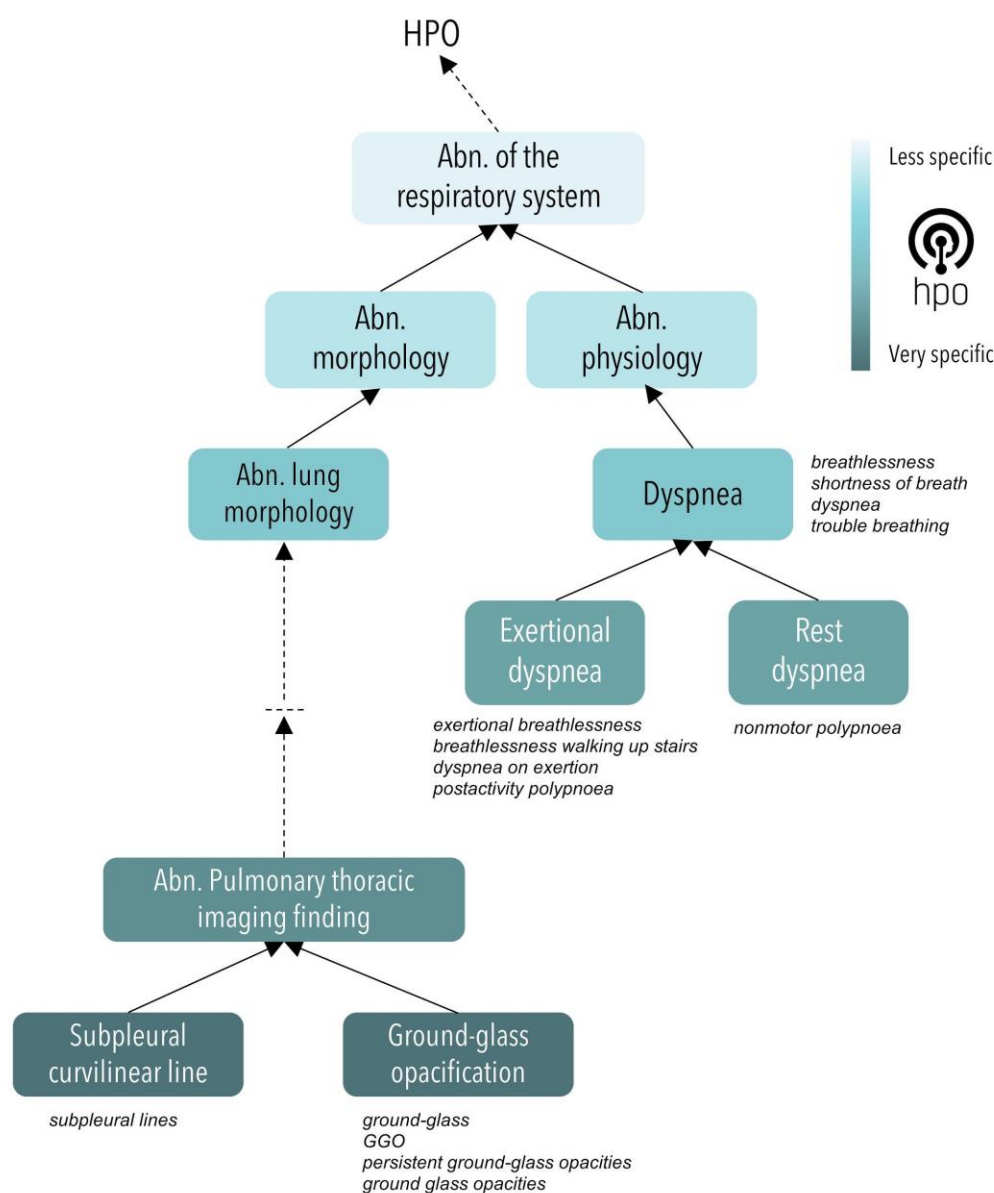 HPO
Abn. of the
respiratory system
Less specific
hpo
Very specific
Abn.
morphology
Abn.
physiology
Abn. lung
morphology
Dyspnea
breathlessness
shortness of breath
dyspnea
trouble breathing
Exertional
dyspnea
Rest
dyspnea
exertional breathlessness
breathlessness walking up stairs
dyspnea on exertion
postactivity polypnoea
nonmotor polypnoea
Abn. Pulmonary thoracic
imaging finding
Subpleural
curvilinear line
Ground-glass
opacification
subpleural lines
ground-glass
GGO
persistent ground-glass opacities
ground glass opacities